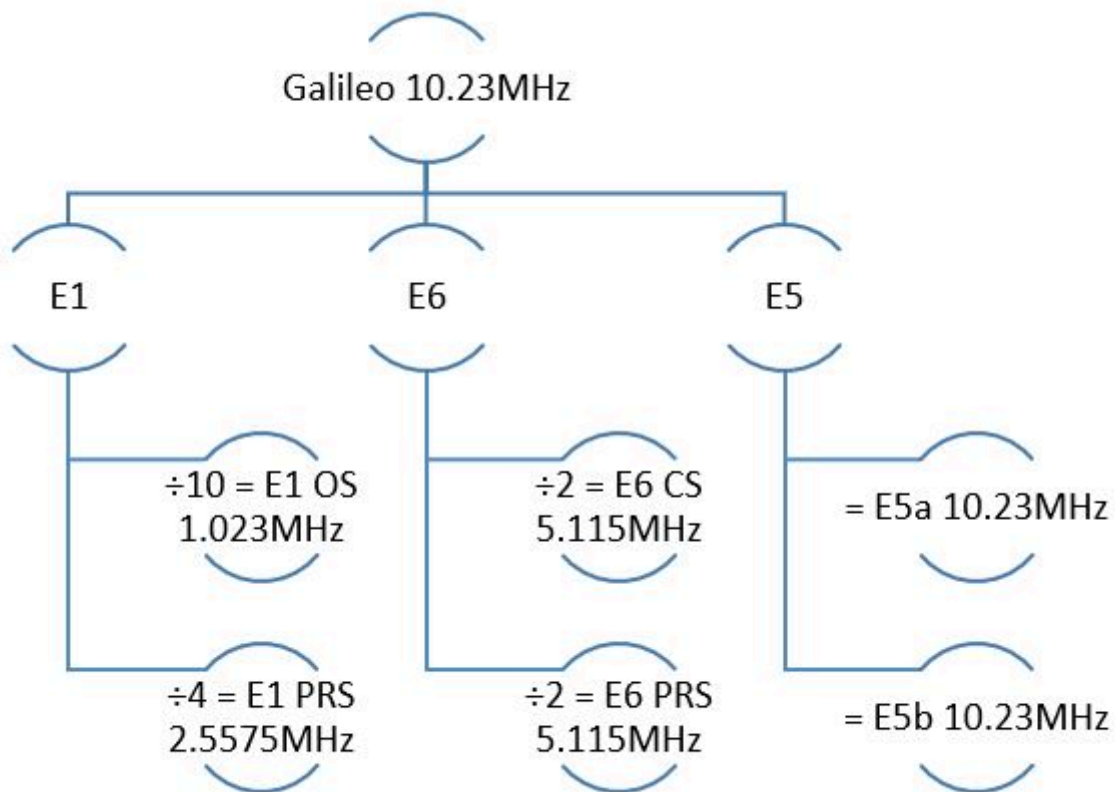 Galileo 10.23MHz
E1
E6
E5
÷10 = E1 OS
1.023MHz
÷2 = E6 CS
5.115MHz
= E5a 10.23MHz
÷4 = E1 PRS
2.5575MHz
÷2 = E6 PRS
5.115MHz
= E5b 10.23MHz